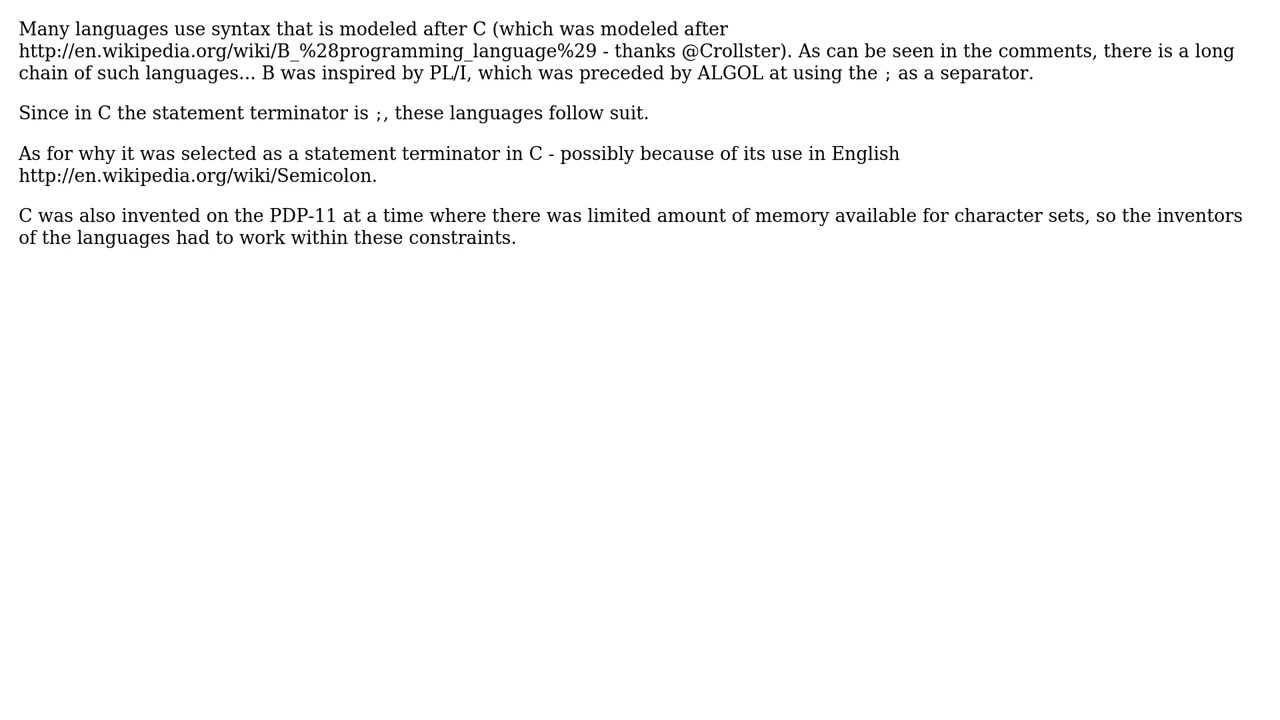 Many languages use syntax that is modeled after C (which was modeled after
http://en.wikipedia.org/wiki/B_%28programming_language%29 - thanks @Crollster). As can be seen in the comments, there is a long
chain of such languages... B was inspired by PL/I, which was preceded by ALGOL at using the ; as a separator.
Since in C the statement terminator is ;, these languages follow suit.
As for why it was selected as a statement terminator in C - possibly because of its use in English
http://en.wikipedia.org/wiki/Semicolon.
C was also invented on the PDP-11 at a time where there was limited amount of memory available for character sets, so the inventors
of the languages had to work within these constraints.